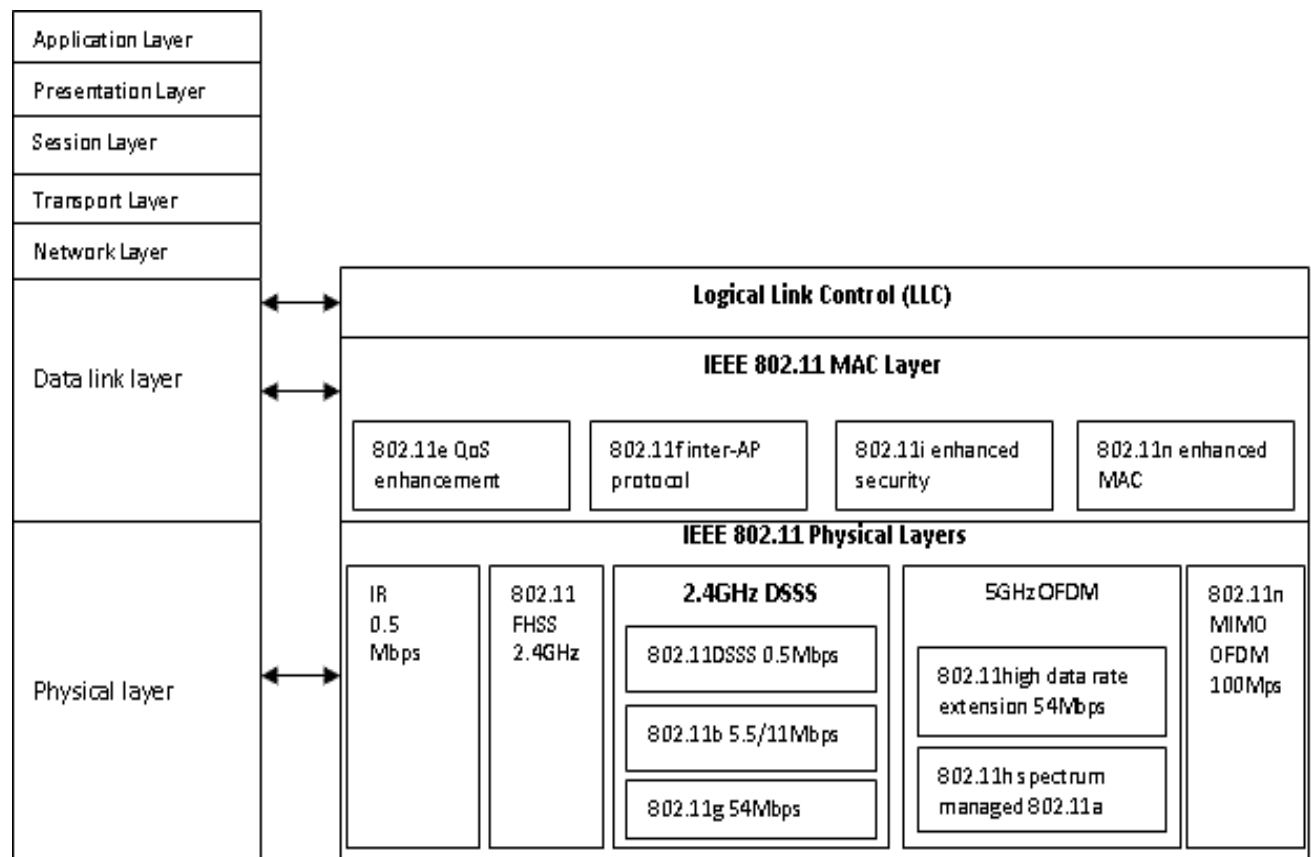 Application Layer
Presentation Layer
Session Layer
Transport Layer
Network Layer
Data link layer
Physical layer
Logical Link Control (LLC)
IEEE 802.11 MAC Layer
802.11e QoS
enhancement
802.11f inter-AP
protocol
802.11i enhanced
security
802.11n enhanced
MAC
IEEE 802.11 Physical Layers
IR
0.5
Mbps
802.11
FHSS
2.4GHz
2.4GHz DSSS
802.11DSSS 0.5Mbps
802.11b 5.5/11Mbps
802.11g 54Mbps
5GHz OFDM
802.11high data rate
extension 54Mbps
802.11h spectrum
managed 802.11a
802.11n
MIMO
OFDM
100Mps